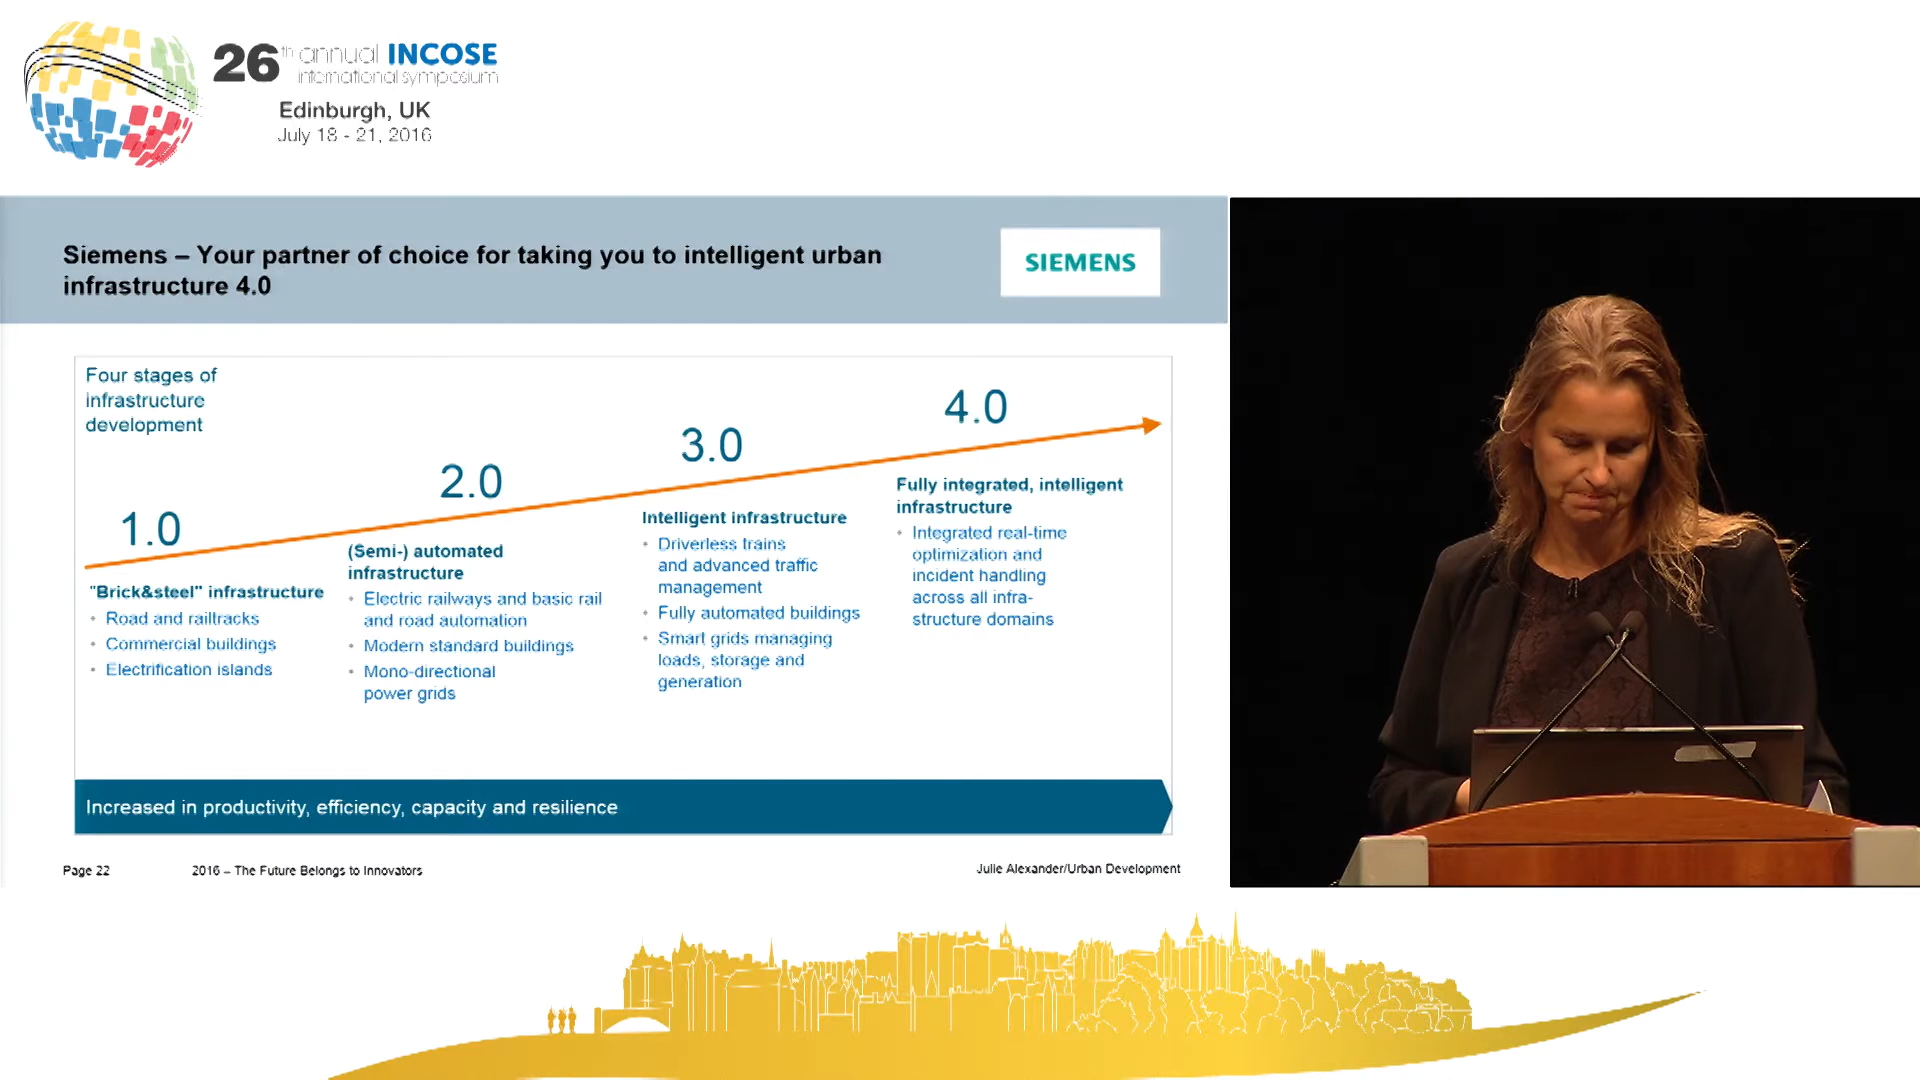 26th annual INCOSE
international symposium
Edinburgh, UK
July 18 - 21, 2016
Siemens – Your partner of choice for taking you to intelligent urban
infrastructure 4.0
SIEMENS
Four stages of
infrastructure
development
1.0
"Brick&steel" infrastructure
• Road and railtracks
• Commercial buildings
• Electrification islands
2.0
(Semi-) automated
infrastructure
• Electric railways and basic rail
and road automation
• Modern standard buildings
• Mono-directional
power grids
3.0
Intelligent infrastructure
• Driverless trains
and advanced traffic
management
• Fully automated buildings
• Smart grids managing
loads, storage and
generation
4.0
Fully integrated, intelligent
infrastructure
• Integrated real-time
optimization and
incident handling
across all infra-
structure domains
Increased in productivity, efficiency, capacity and resilience
Page 22
2016 – The Future Belongs to Innovators
Julie Alexander/Urban Development